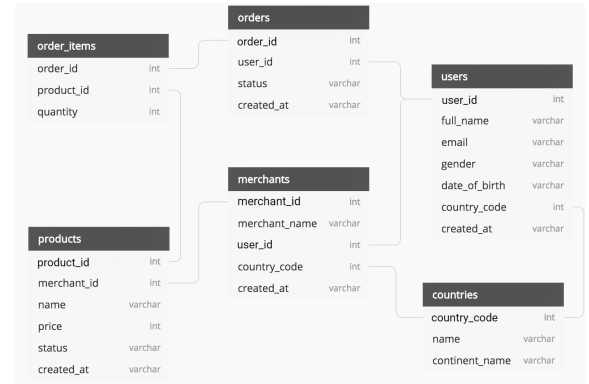 orders
order_id int
user_id int
status varchar
created_at varchar
order_items
order_id int
product_id int
quantity int
users
user_id int
full_name varchar
email varchar
gender varchar
date_of_birth varchar
country_code int
created_at varchar
merchants
merchant_id int
merchant_name varchar
user_id int
country_code int
created_at varchar
products
product_id int
merchant_id int
name varchar
price int
status varchar
created_at varchar
countries
country_code int
name varchar
continent_name varchar